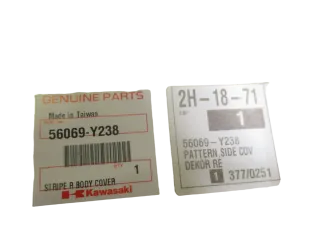 GENUINE PARTS
Made in Taiwan
56069-Y238
1
STRIPE R BODY COVER
Kawasaki
2H-18-71
1
56069-Y238
PATTERN SIDE COV
DEKOR RE
1 377/0251